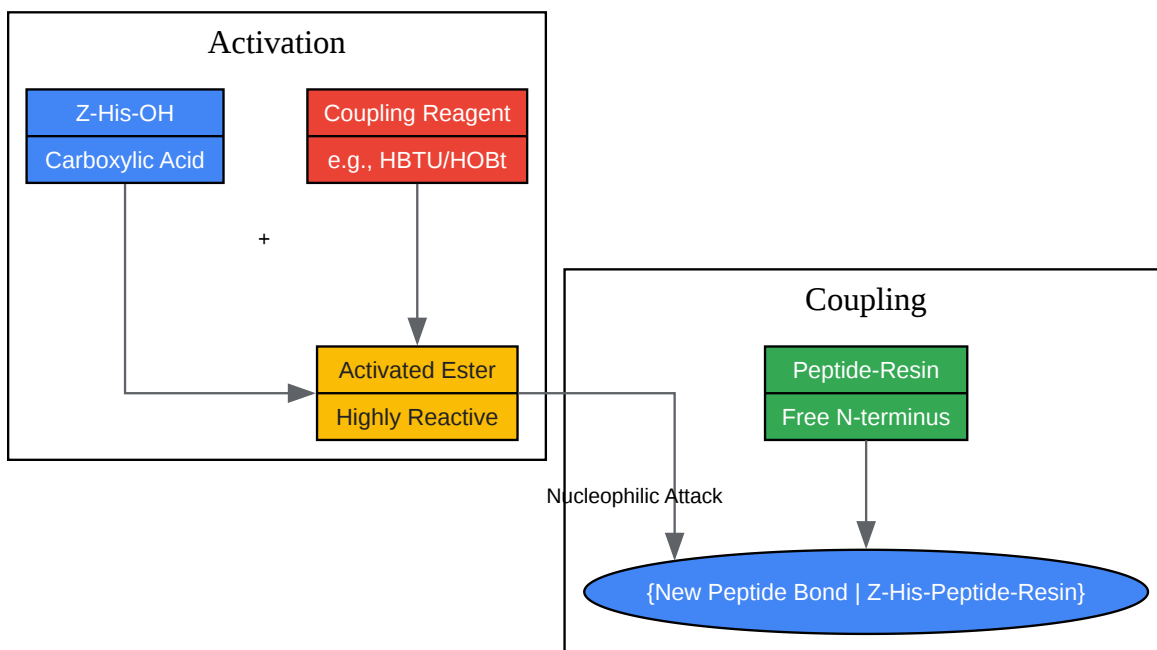 Activation
Z-His-OH
Carboxylic Acid
Coupling Reagent
e.g., HBTU/HOBt
+
Activated Ester
Highly Reactive
Coupling
Peptide-Resin
Free N-terminus
Nucleophilic Attack
{New Peptide Bond | Z-His-Peptide-Resin}